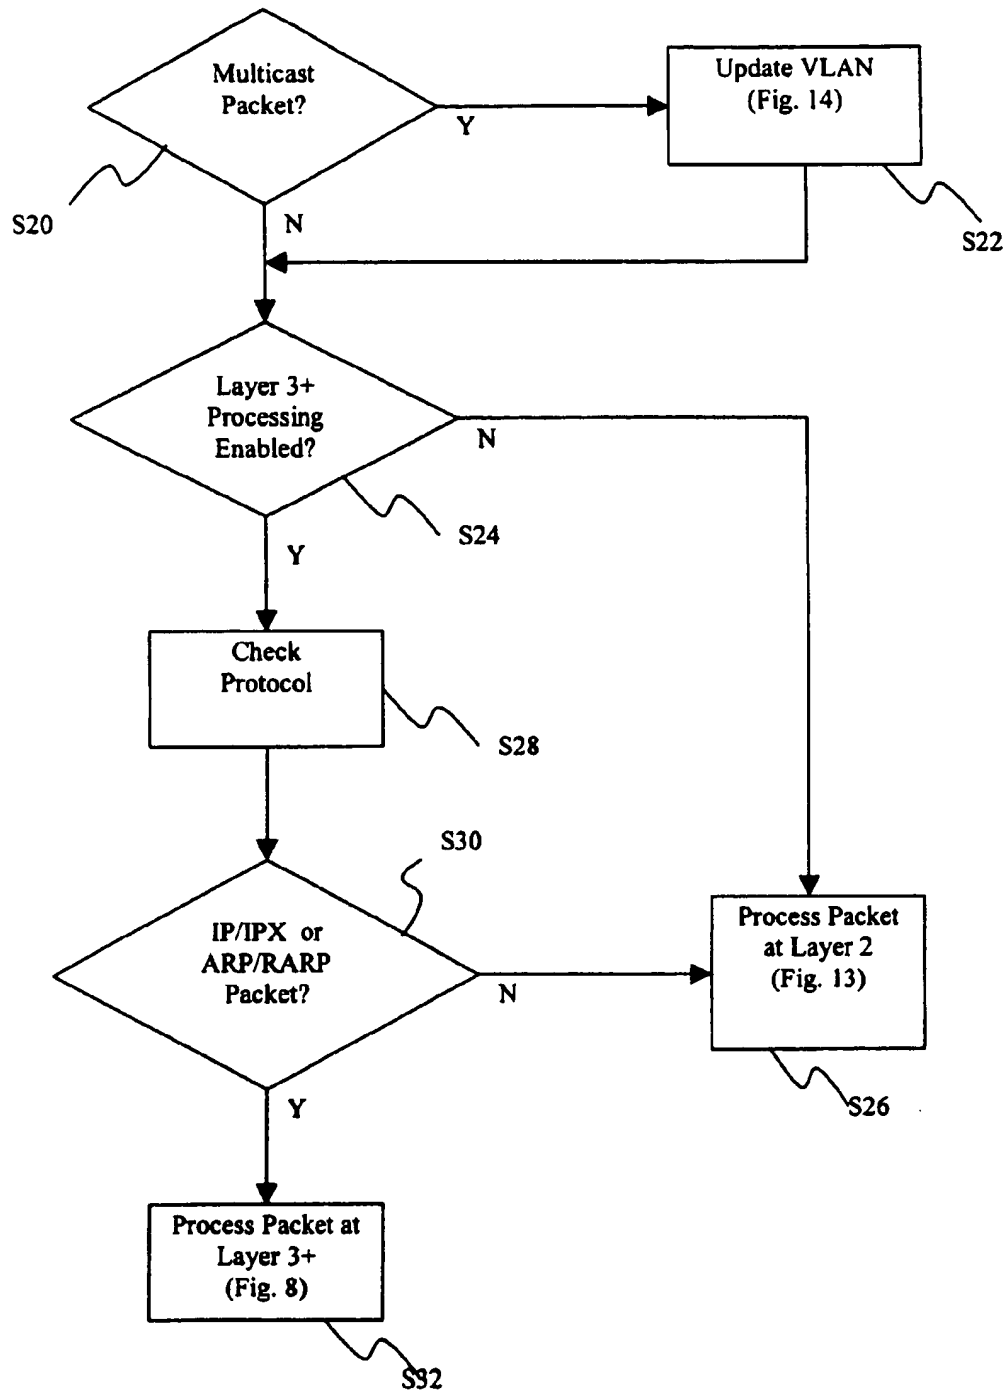 Multicast
Packet?
Update VLAN
(Fig. 14)
Y
S20
N
S22
Layer 3+
Processing
Enabled?
N
S24
Y
Check
Protocol
S28
S30
IP/IPX or
ARP/RARP
Packet?
N
Process Packet
at Layer 2
(Fig. 13)
Y
S26
Process Packet at
Layer 3+
(Fig. 8)
S32